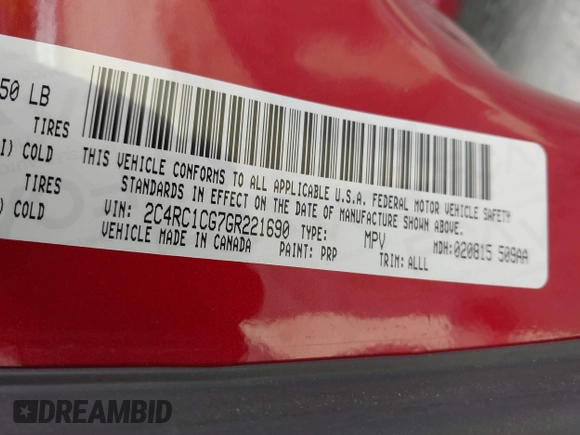 50 LB
TIRES
I) COLD
TIRES
) COLD
THIS VEHICLE CONFORMS TO ALL APPLICABLE U.S.A. FEDERAL MOTOR VEHICLE SAFETY
STANDARDS IN EFFECT ON THE DATE OF MANUFACTURE SHOWN ABOVE.
VIN: 2C4RC1CG7GR221690 TYPE: MPV MDH:020815 509AA
VEHICLE MADE IN CANADA PAINT: PRP TRIM: ALLL
DREAMBID